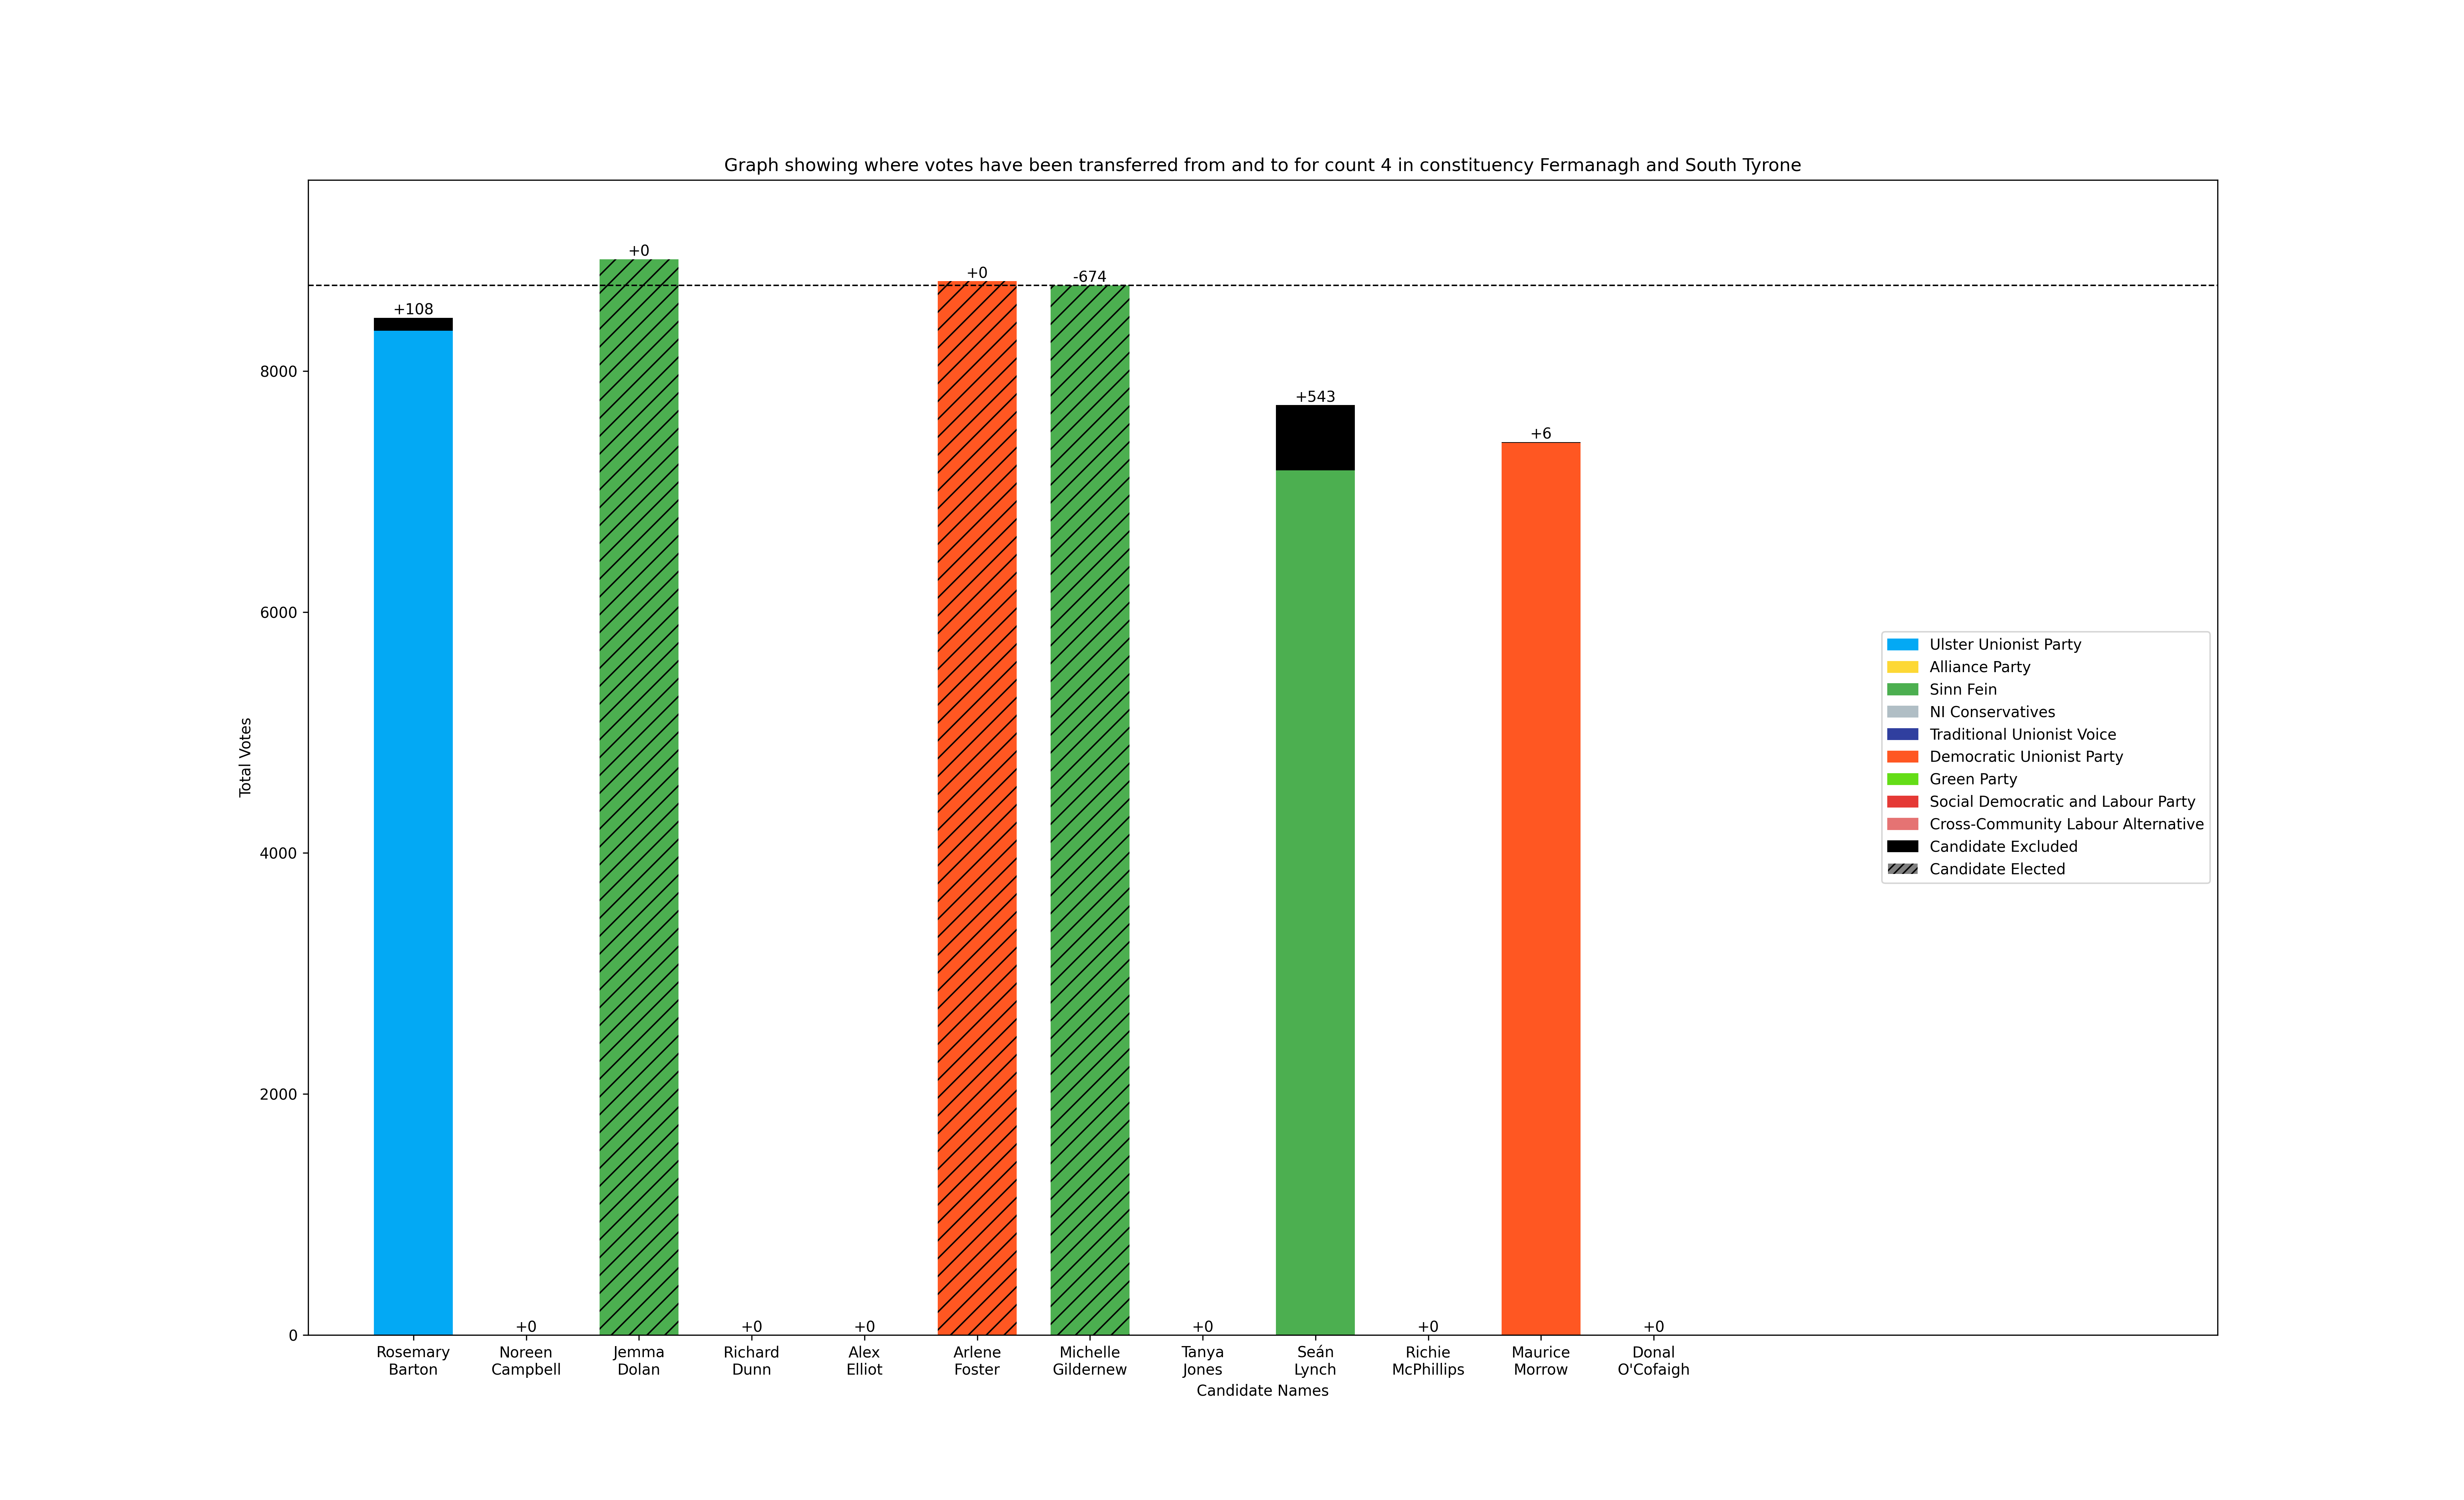 Graph showing where votes have been transferred from and to for count 4 in constituency Fermanagh and South Tyrone
+0
+0
-674
+108
8000
+543
+6
6000
Ulster Unionist Party
Alliance Party
Sinn Fein
NI Conservatives
Traditional Unionist Voice
Democratic Unionist Party
Green Party
Social Democratic and Labour Party
Cross-Community Labour Alternative
Candidate Excluded
Candidate Elected
Total Votes
4000
2000
0
+0
+0
+0
+0
+0
+0
Rosemary
Barton
Noreen
Campbell
Jemma
Dolan
Richard
Dunn
Alex
Elliot
Arlene
Foster
Michelle
Gildernew
Tanya
Jones
Seán
Lynch
Richie
McPhillips
Maurice
Morrow
Donal
O'Cofaigh
Candidate Names